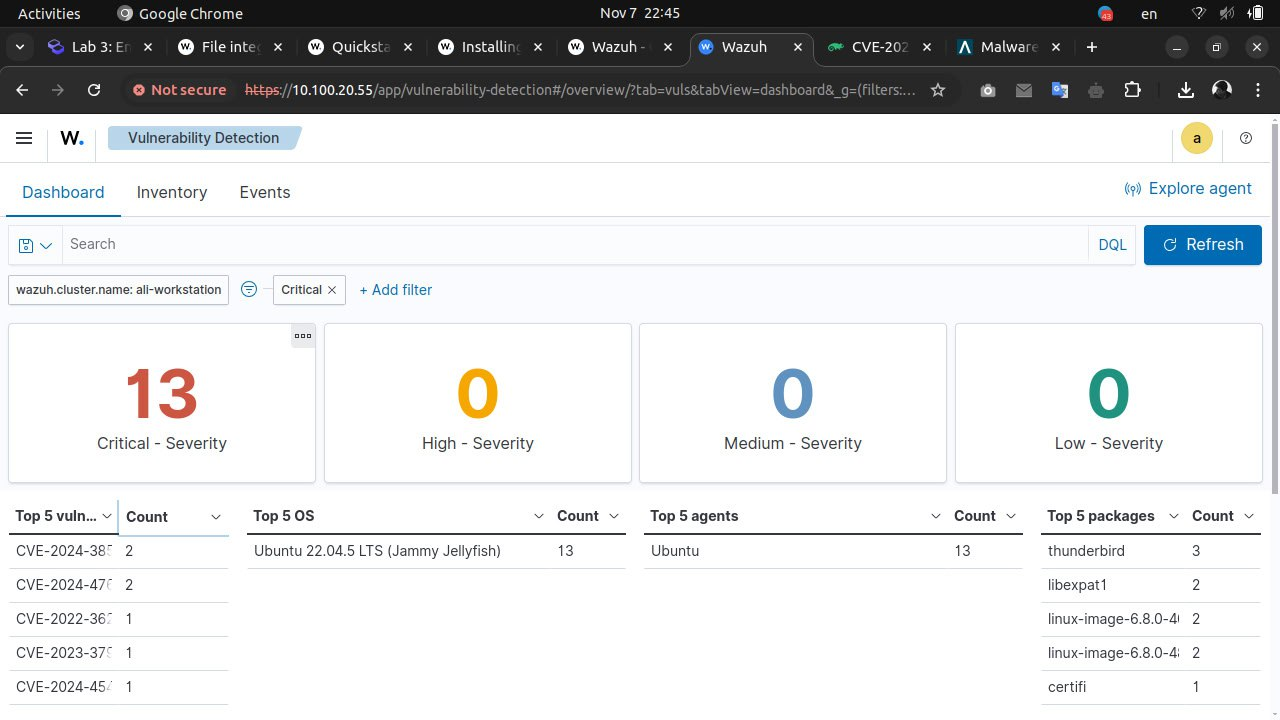 Activities Google Chrome Nov 7 22:45 43 en
Lab 3: En File integ Quicksta Installing Wazuh - Wazuh CVE-202 Malware
Not secure https://10.100.20.55/app/vulnerability-detection#/overview/?tab=vuls&tabView=dashboard&_g=(filters:...
W. Vulnerability Detection a
Dashboard Inventory Events Explore agent
Search DQL Refresh
wazuh.cluster.name: ali-workstation Critical + Add filter
13 0 0 0
Critical - Severity High - Severity Medium - Severity Low - Severity
Top 5 vuln... Count Top 5 OS Count Top 5 agents Count Top 5 packages Count
CVE-2024-385 2 Ubuntu 22.04.5 LTS (Jammy Jellyfish) 13 Ubuntu 13 thunderbird 3
CVE-2024-476 2 libexpat1 2
CVE-2022-362 1 linux-image-6.8.0-40 2
CVE-2023-379 1 linux-image-6.8.0-48 2
CVE-2024-454 1 certifi 1